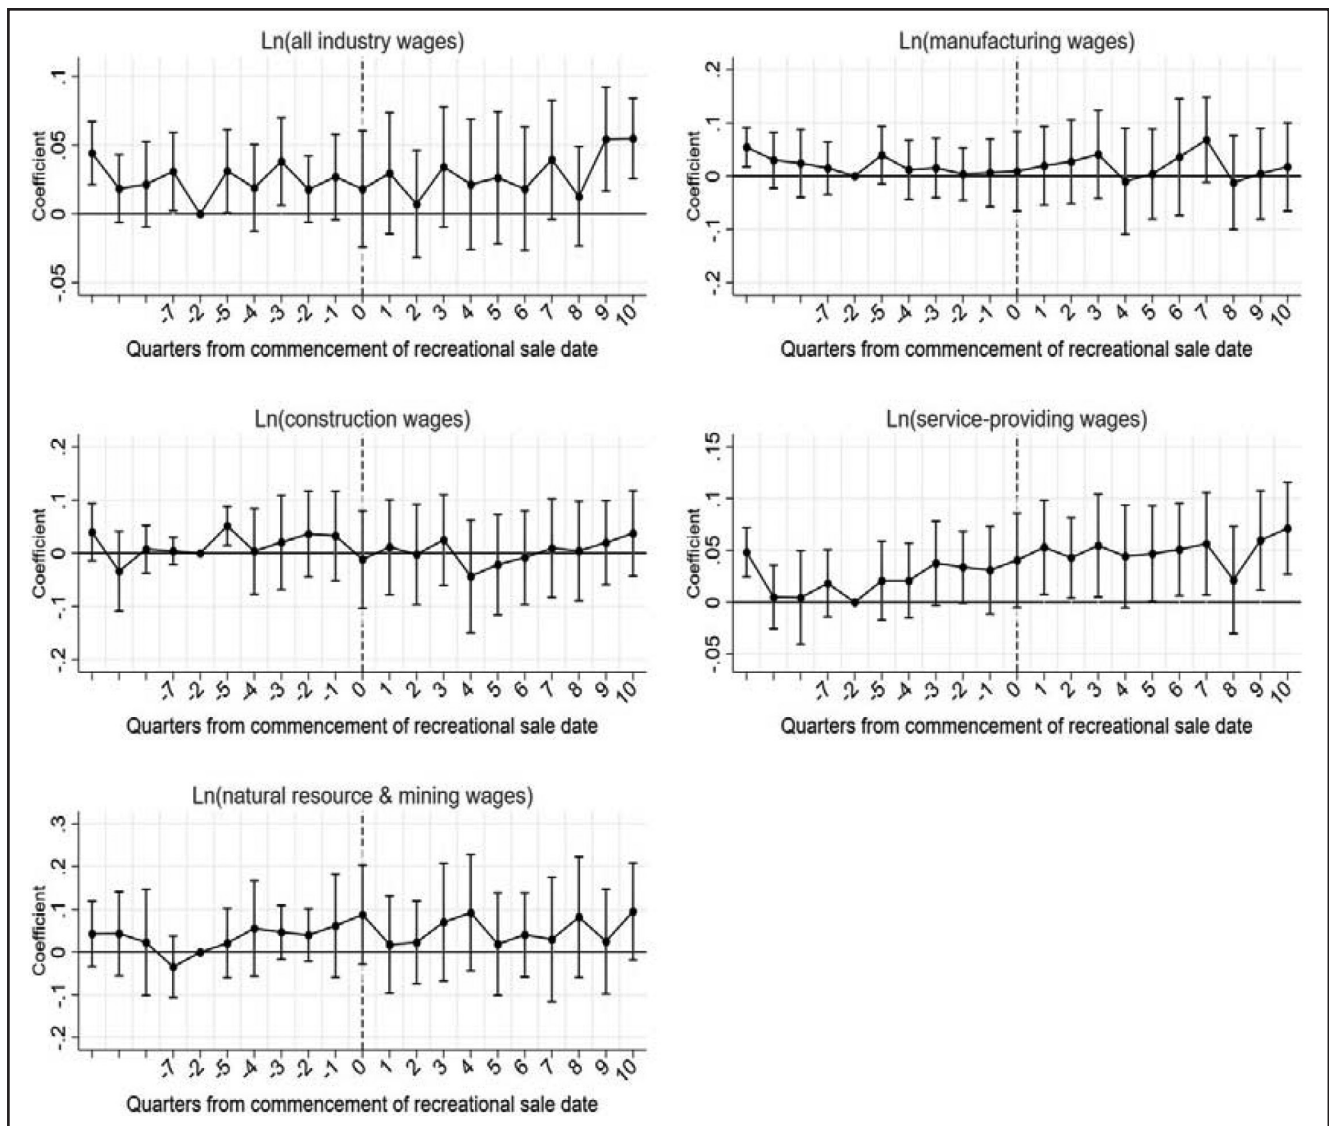 Ln(all industry wages)
Coefficient
.1
.05
0
-.05
-7 -2 -5 -4 -3 -2 -1 0 1 2 3 4 5 6 7 8 9 10
Quarters from commencement of recreational sale date
Ln(manufacturing wages)
Coefficient
.2
.1
0
-.1
-.2
-7 -2 -5 -4 -3 -2 -1 0 1 2 3 4 5 6 7 8 9 10
Quarters from commencement of recreational sale date
Ln(construction wages)
Coefficient
.2
.1
0
-.1
-.2
-7 -2 -5 -4 -3 -2 -1 0 1 2 3 4 5 6 7 8 9 10
Quarters from commencement of recreational sale date
Ln(service-providing wages)
Coefficient
.15
.1
.05
0
-.05
-7 -2 -5 -4 -3 -2 -1 0 1 2 3 4 5 6 7 8 9 10
Quarters from commencement of recreational sale date
Ln(natural resource & mining wages)
Coefficient
.3
.2
.1
0
-.1
-.2
-7 -2 -5 -4 -3 -2 -1 0 1 2 3 4 5 6 7 8 9 10
Quarters from commencement of recreational sale date